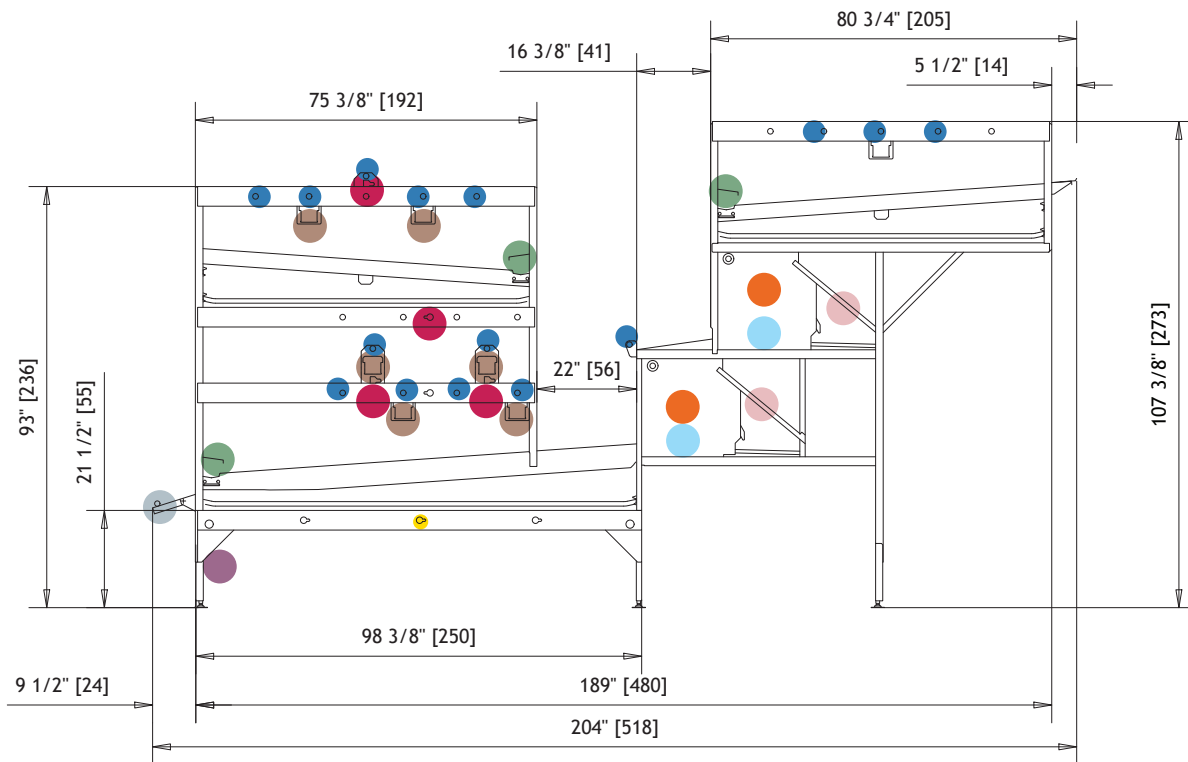 80 3/4" [205]
16 3/8" [41]
5 1/2" [14]
75 3/8" [192]
22" [56]
93" [236]
21 1/2" [55]
107 3/8" [273]
98 3/8" [250]
9 1/2" [24]
189" [480]
204" [518]